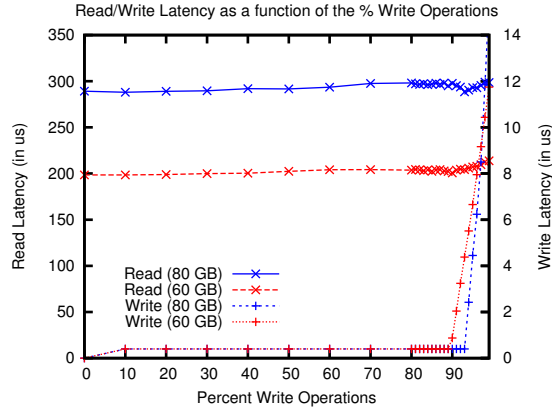 Read/Write Latency as a function of the % Write Operations
350
300
250
200
150
100
50
0
Read Latency (in us)
14
12
10
8
6
4
2
0
Write Latency (in us)
Read (80 GB)
Read (60 GB)
Write (80 GB)
Write (60 GB)
0 10 20 30 40 50 60 70 80 90
Percent Write Operations